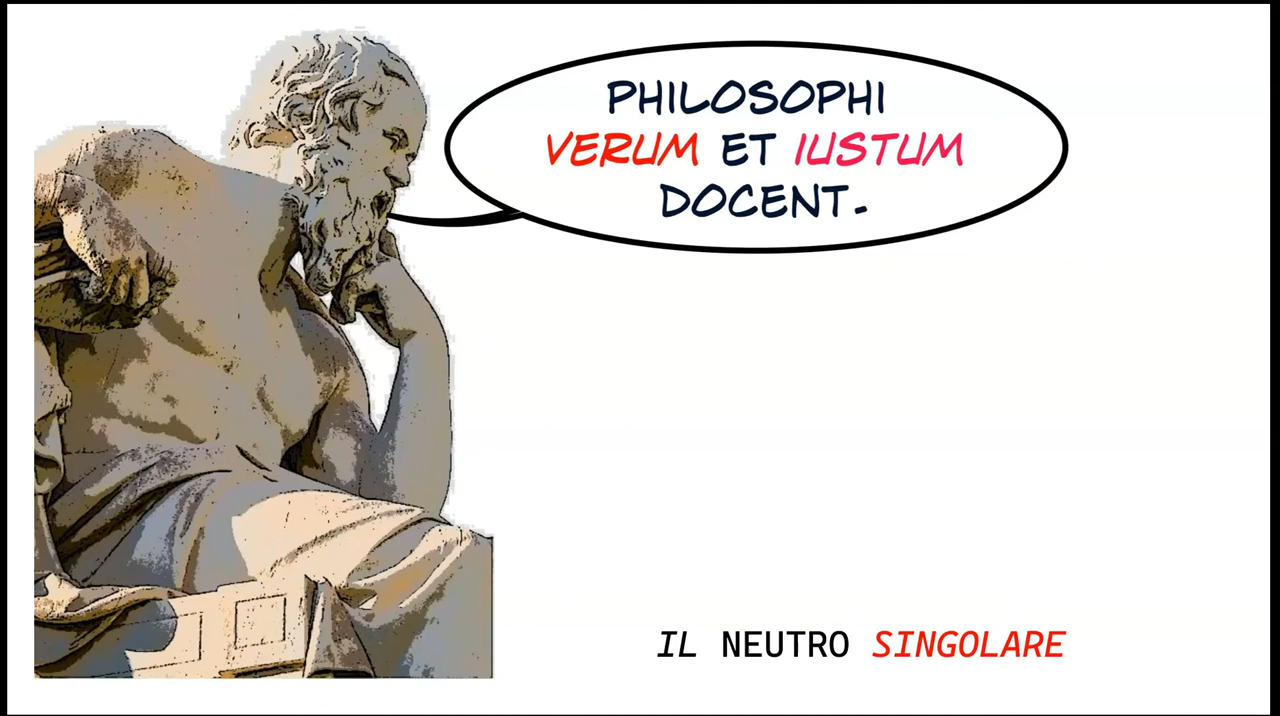 PHILOSOPHI
VERUM ET IUSTUM
DOCENT.
IL NEUTRO SINGOLARE